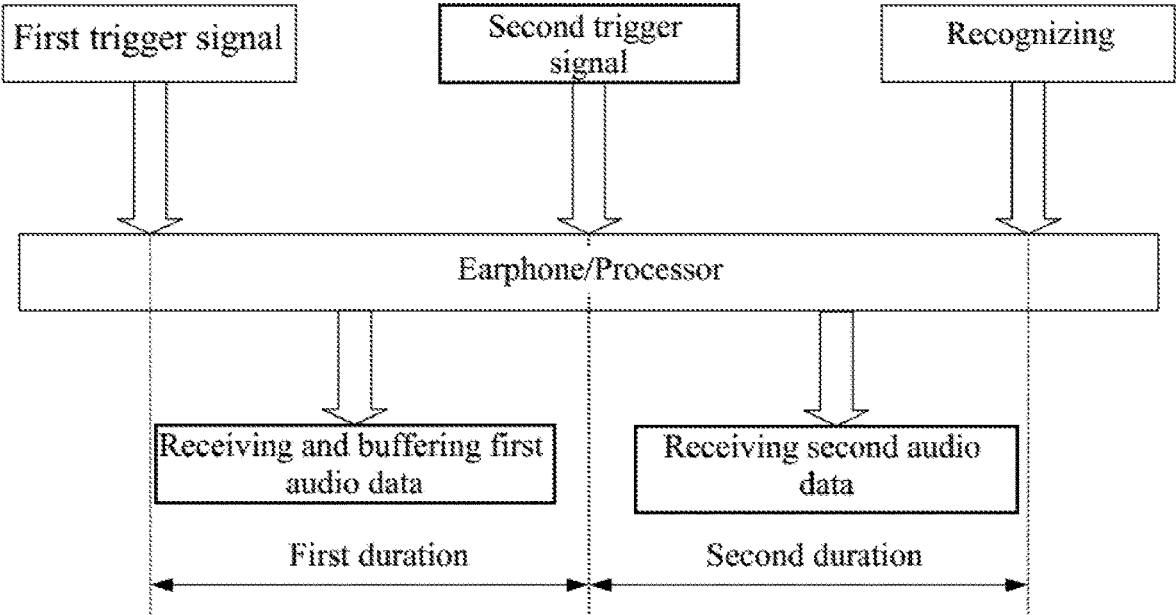 First trigger signal
Second trigger
signal
Recognizing
Earphone/Processor
Receiving and buffering first
audio data
Receiving second audio
data
First duration
Second duration